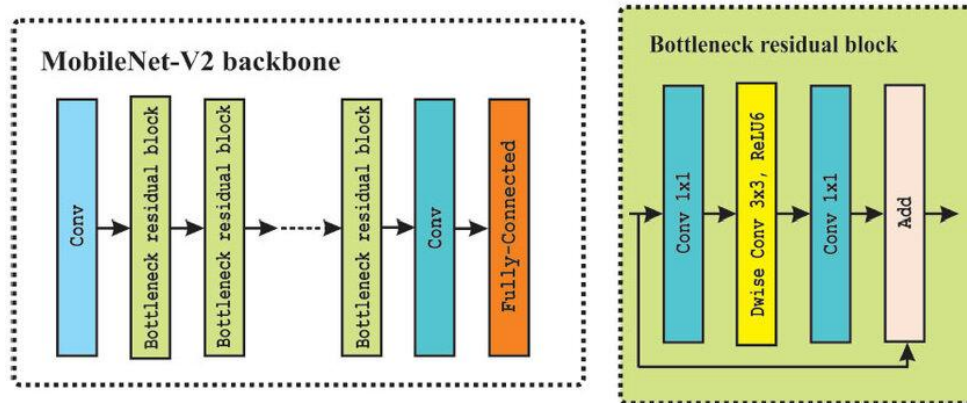 MobileNet-V2 backbone
Conv
Bottleneck residual block
Bottleneck residual block
Bottleneck residual block
Conv
Fully-Connected
Bottleneck residual block
Conv 1x1
Dwise Conv 3x3, ReLU6
Conv 1x1
Add